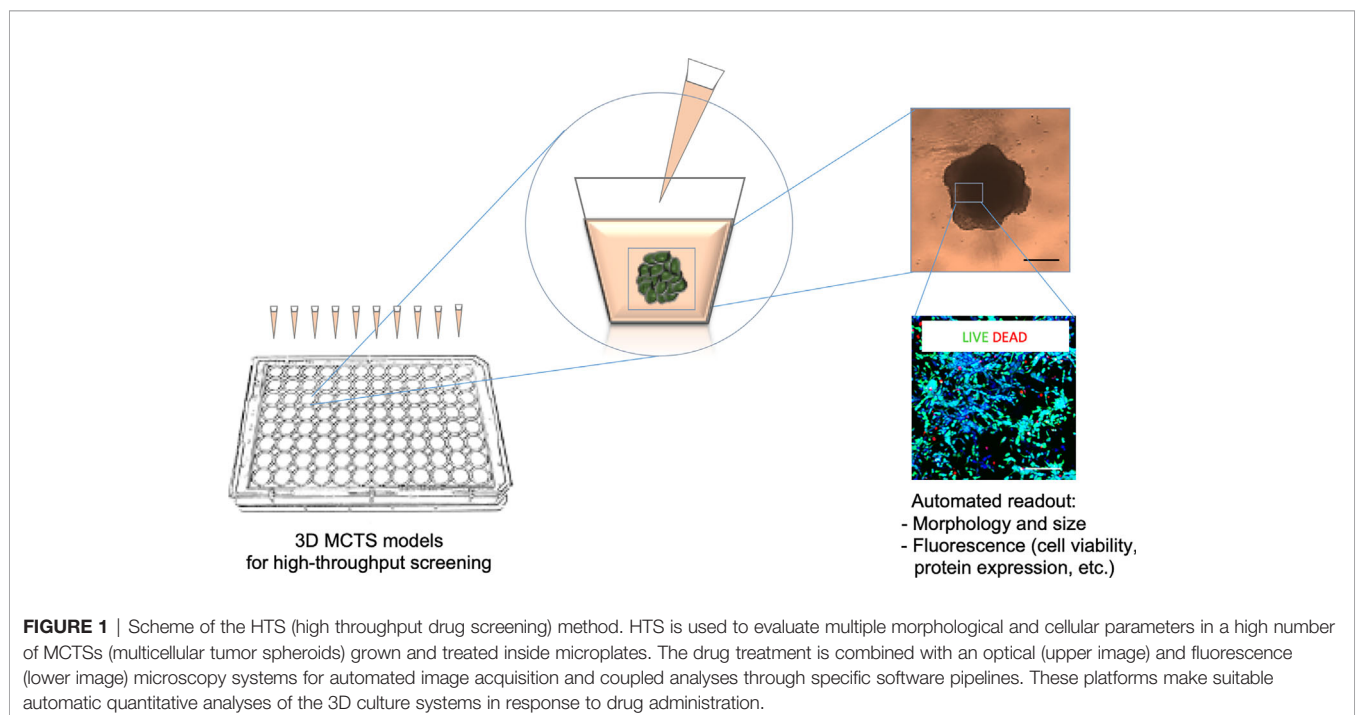 LIVE DEAD
3D MCTS models
for high-throughput screening
Automated readout:
- Morphology and size
- Fluorescence (cell viability,
protein expression, etc.)
FIGURE 1 | Scheme of the HTS (high throughput drug screening) method. HTS is used to evaluate multiple morphological and cellular parameters in a high number
of MCTSs (multicellular tumor spheroids) grown and treated inside microplates. The drug treatment is combined with an optical (upper image) and fluorescence
(lower image) microscopy systems for automated image acquisition and coupled analyses through specific software pipelines. These platforms make suitable
automatic quantitative analyses of the 3D culture systems in response to drug administration.